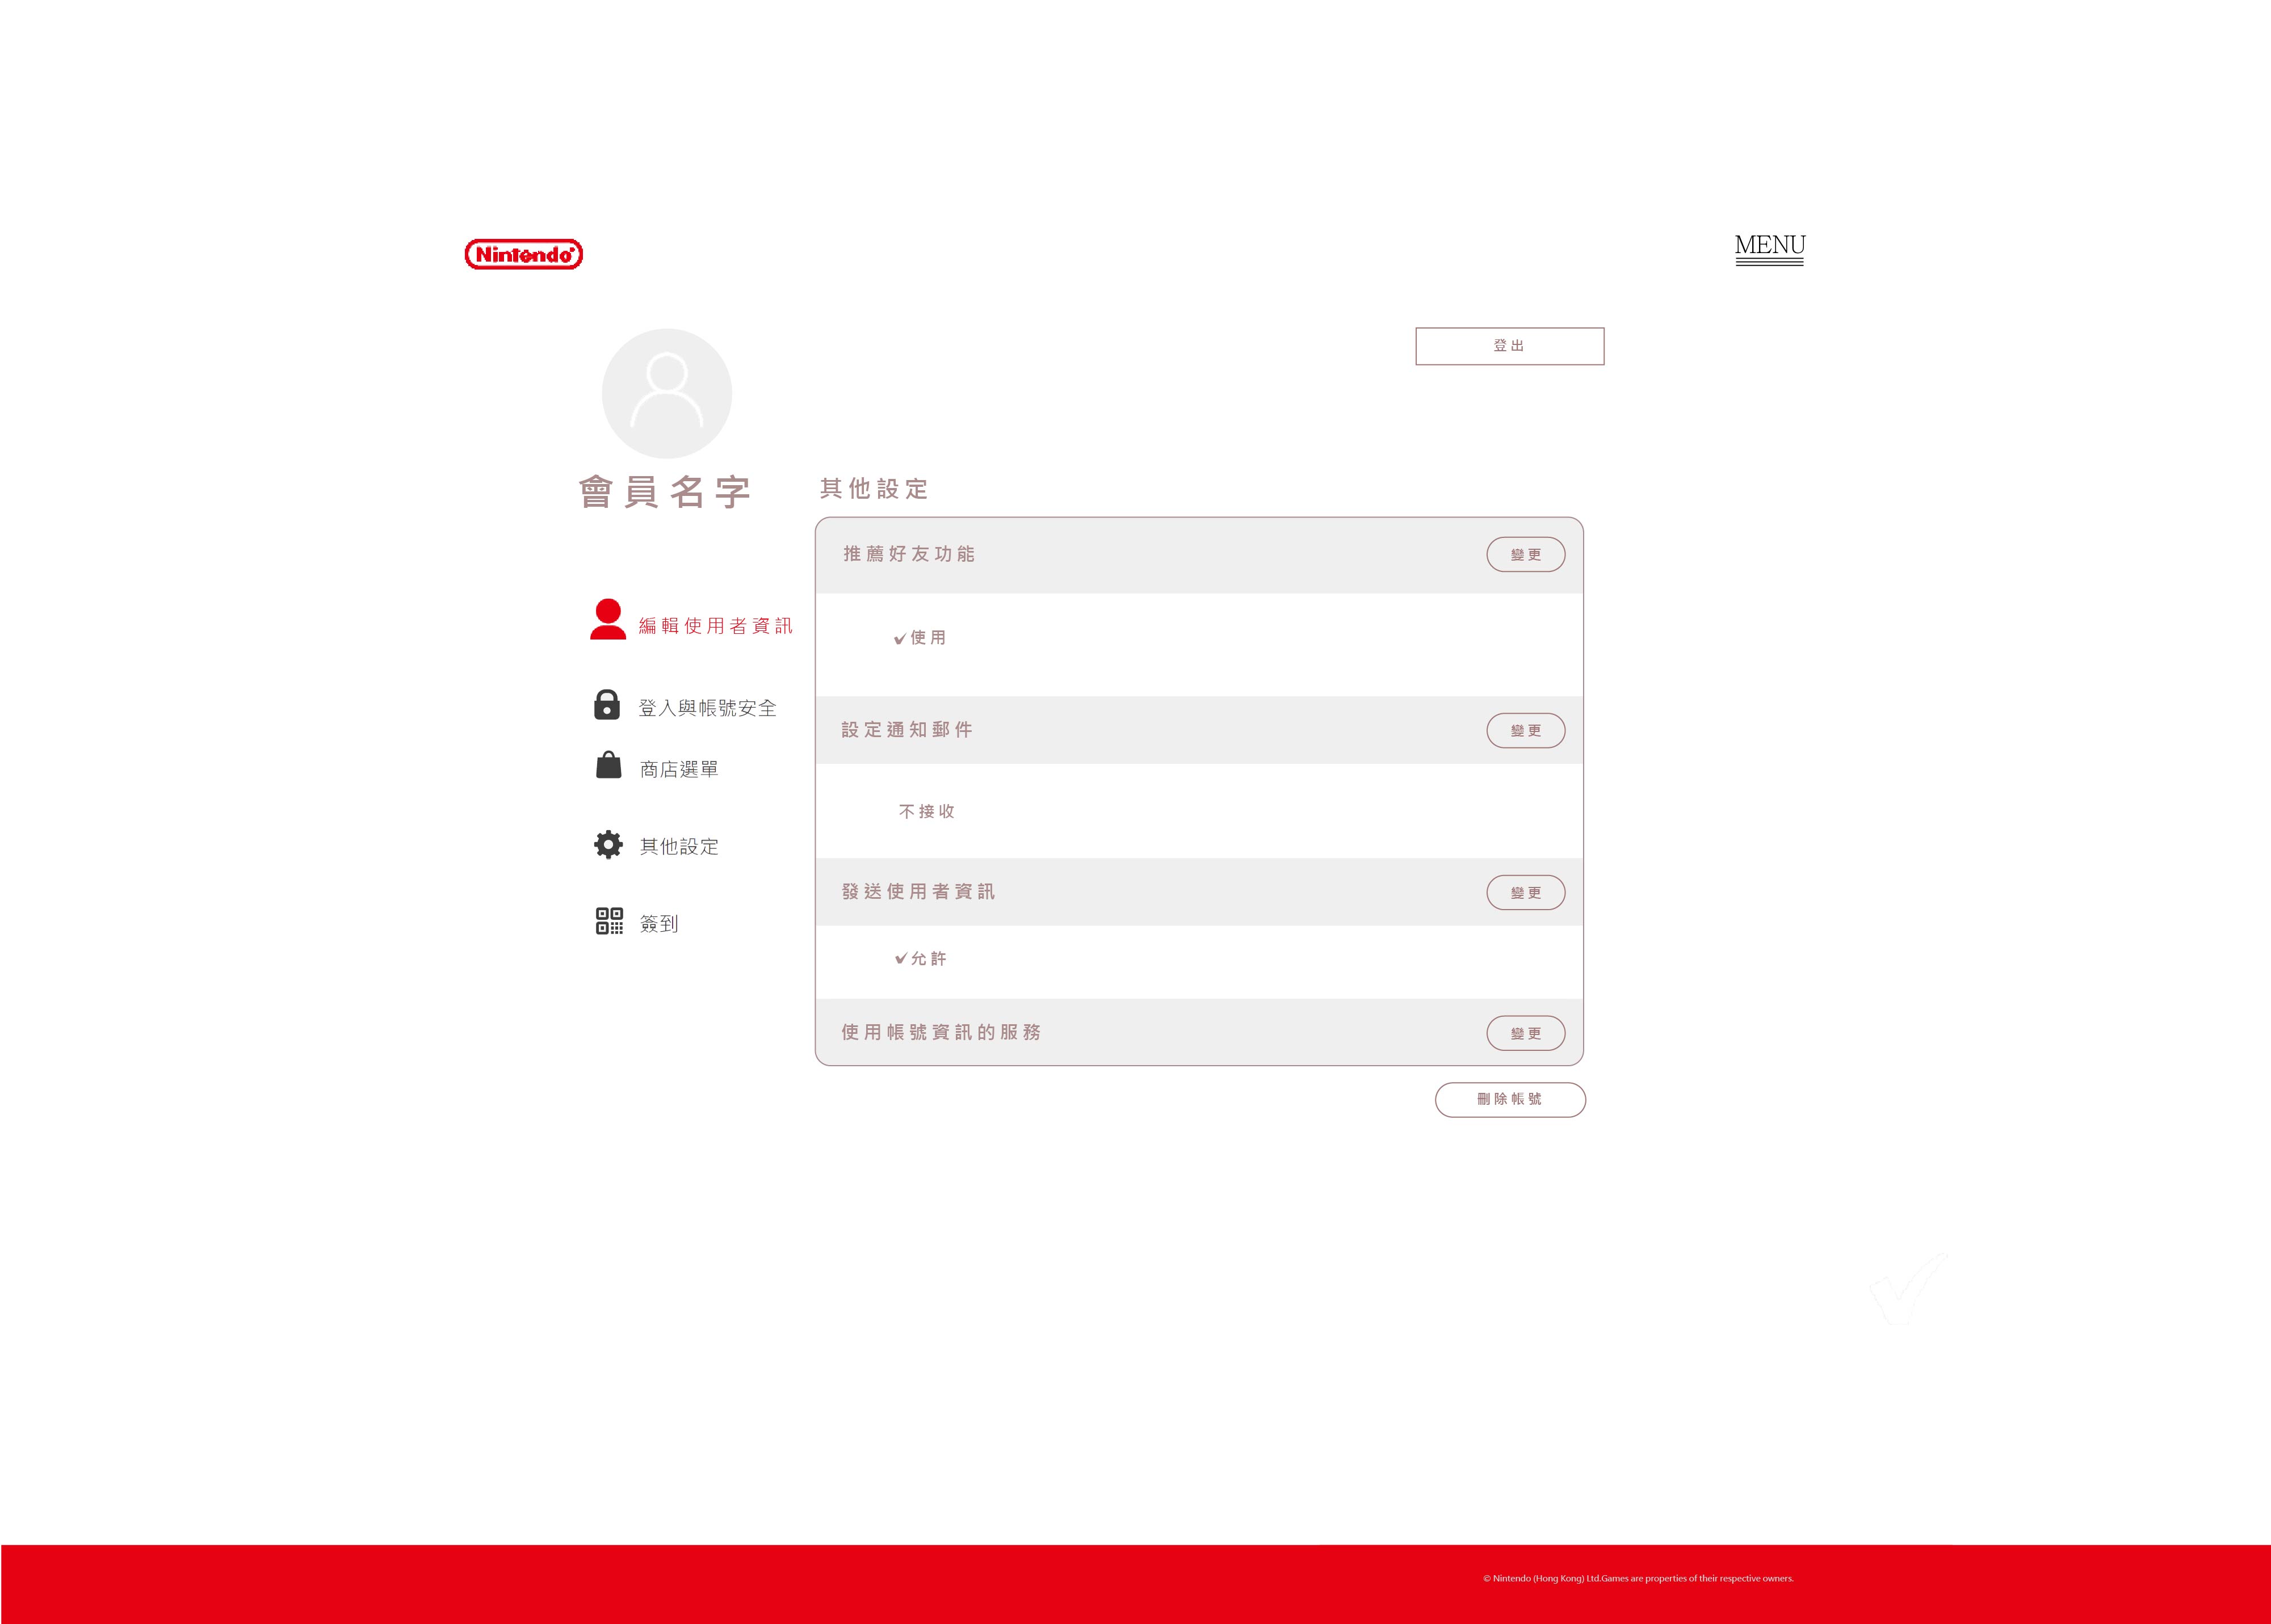 Nintendo
MENU
登出
會員名字
其他設定
推薦好友功能
變更
編輯使用者資訊
使用
登入與帳號安全
設定通知郵件
變更
商店選單
不接收
其他設定
發送使用者資訊
變更
簽到
允許
使用帳號資訊的服務
變更
刪除帳號
© Nintendo (Hong Kong) Ltd.Games are properties of their respective owners.